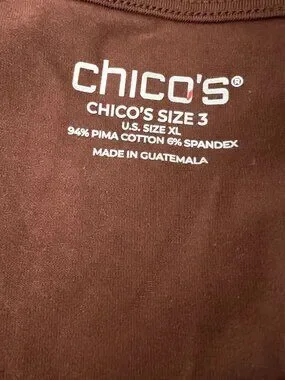 chico's®
CHICO'S SIZE 3
U.S. SIZE XL
94% PIMA COTTON 6% SPANDEX
MADE IN GUATEMALA